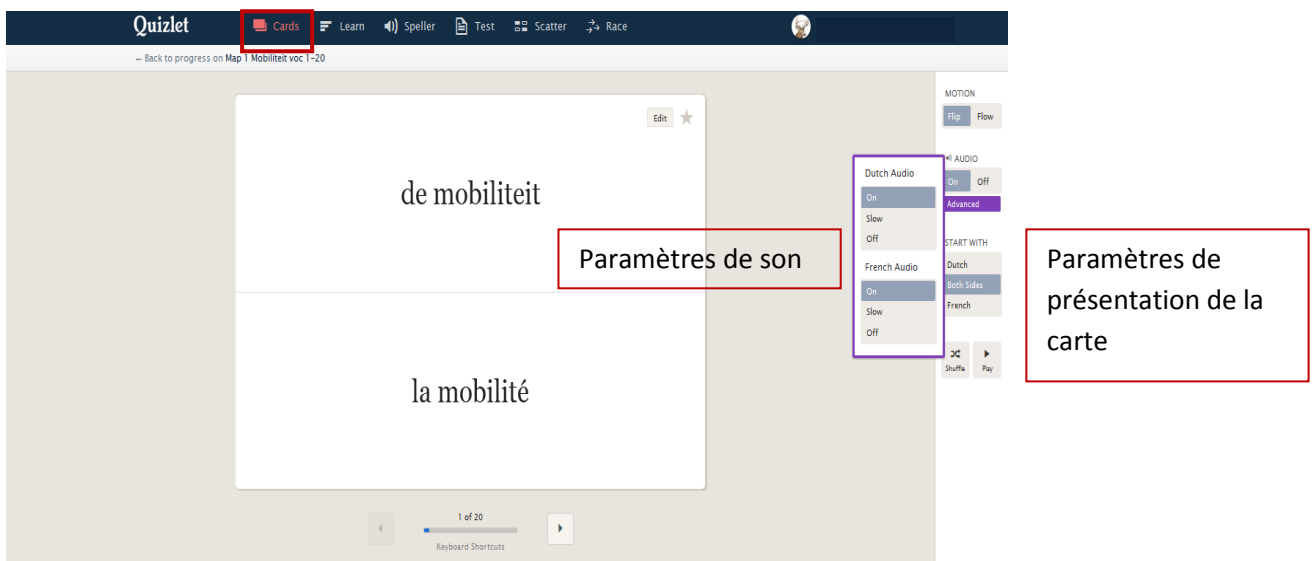 Quizlet Cards Learn Speller Test Scatter Race
← Back to progress on Map 1 Mobiliteit voc 1-20
Edit
de mobiliteit
la mobilité
1 of 20
Keyboard Shortcuts
Paramètres de son
Dutch Audio
On
Slow
Off
French Audio
On
Slow
Off
MOTION
Flip Flow
AUDIO
On Off
Advanced
START WITH
Dutch
Both Sides
French
Shuffle Play
Paramètres de
présentation de la
carte